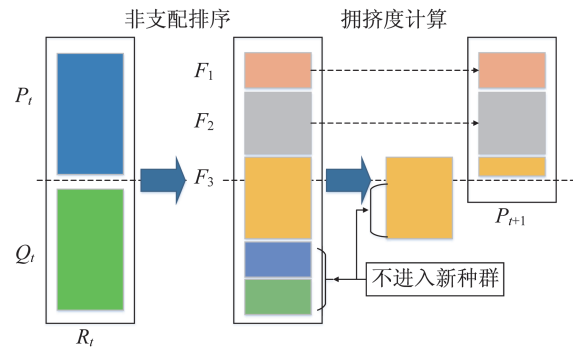 非支配排序
拥挤度计算
P_t
F_1
F_2
F_3
Q_t
P_{t+1}
不进入新种群
R_t